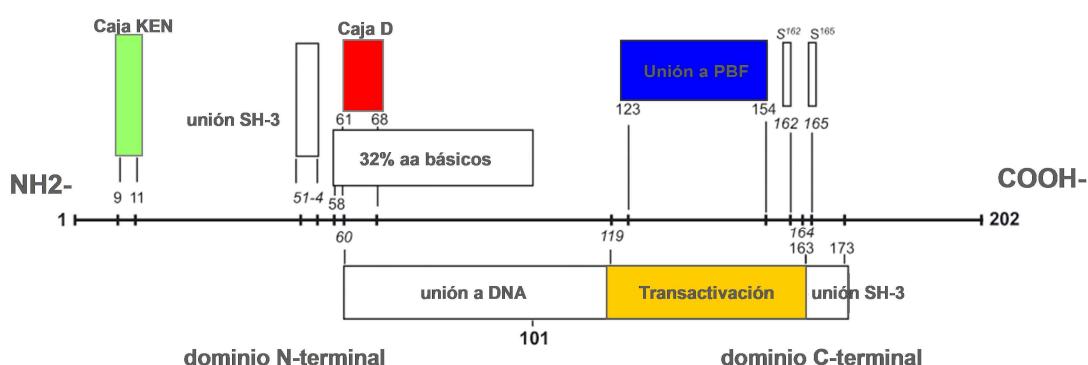 Caja KEN
Caja D
S162
S165
Unión a PBF
unión SH-3
61
68
123
154
162
165
32% aa básicos
NH2-
COOH-
9
11
51-4
58
1
202
60
119
164
163
173
unión a DNA
Transactivación
unión SH-3
101
dominio N-terminal
dominio C-terminal